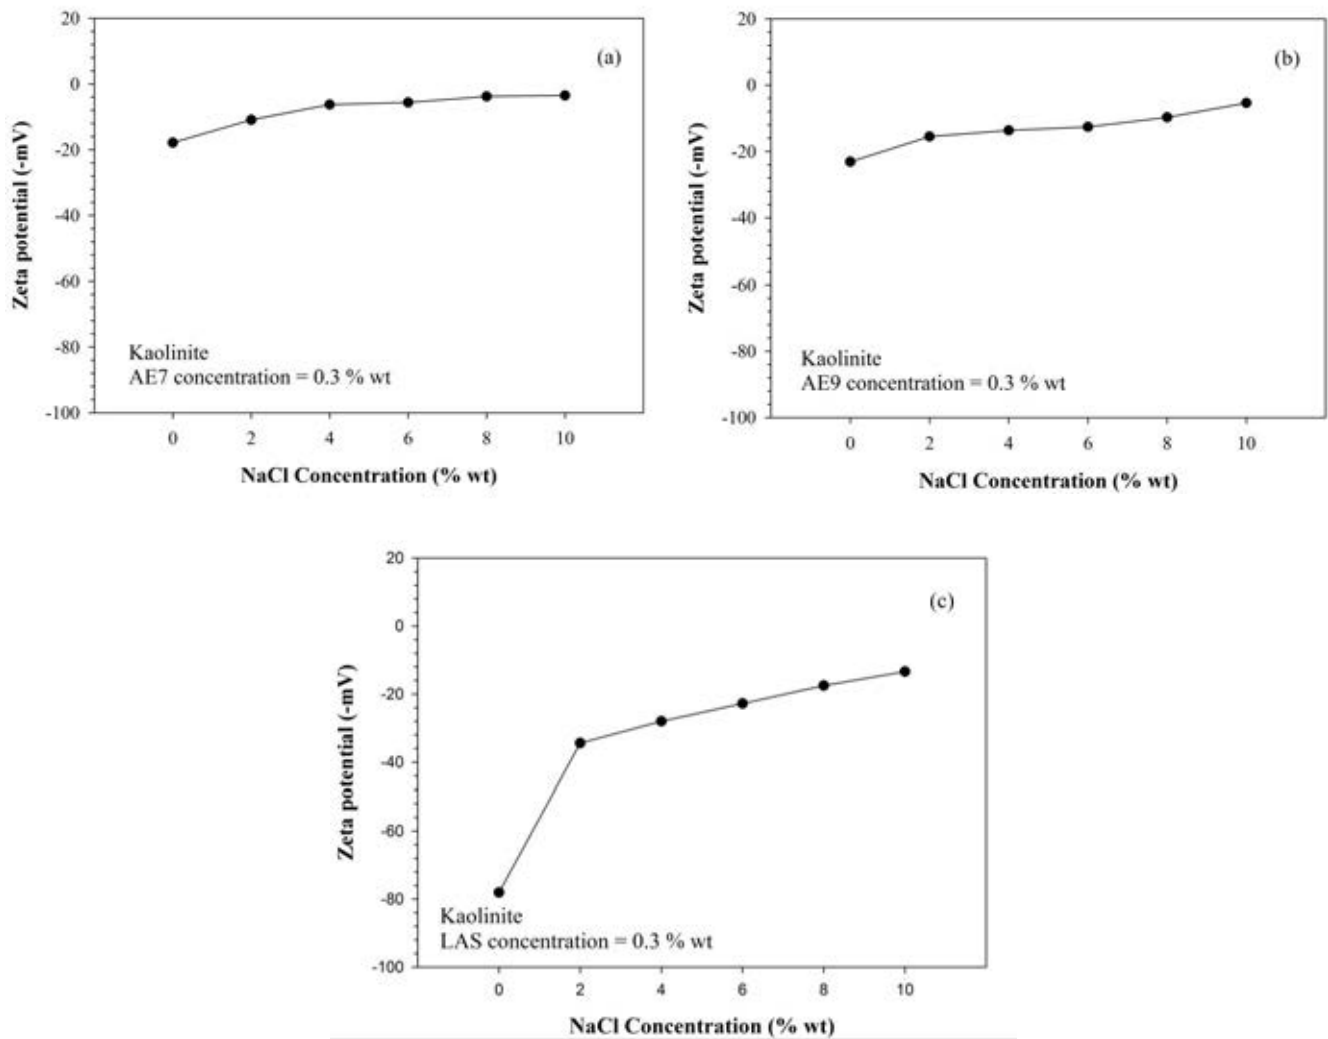 20
0
-20
-40
-60
-80
-100
Zeta potential (-mV)
(a)
Kaolinite
AE7 concentration = 0.3 % wt
0 2 4 6 8 10
NaCl Concentration (% wt)
20
0
-20
-40
-60
-80
-100
Zeta potential (-mV)
(b)
Kaolinite
AE9 concentration = 0.3 % wt
0 2 4 6 8 10
NaCl Concentration (% wt)
20
0
-20
-40
-60
-80
-100
Zeta potential (-mV)
(c)
Kaolinite
LAS concentration = 0.3 % wt
0 2 4 6 8 10
NaCl Concentration (% wt)